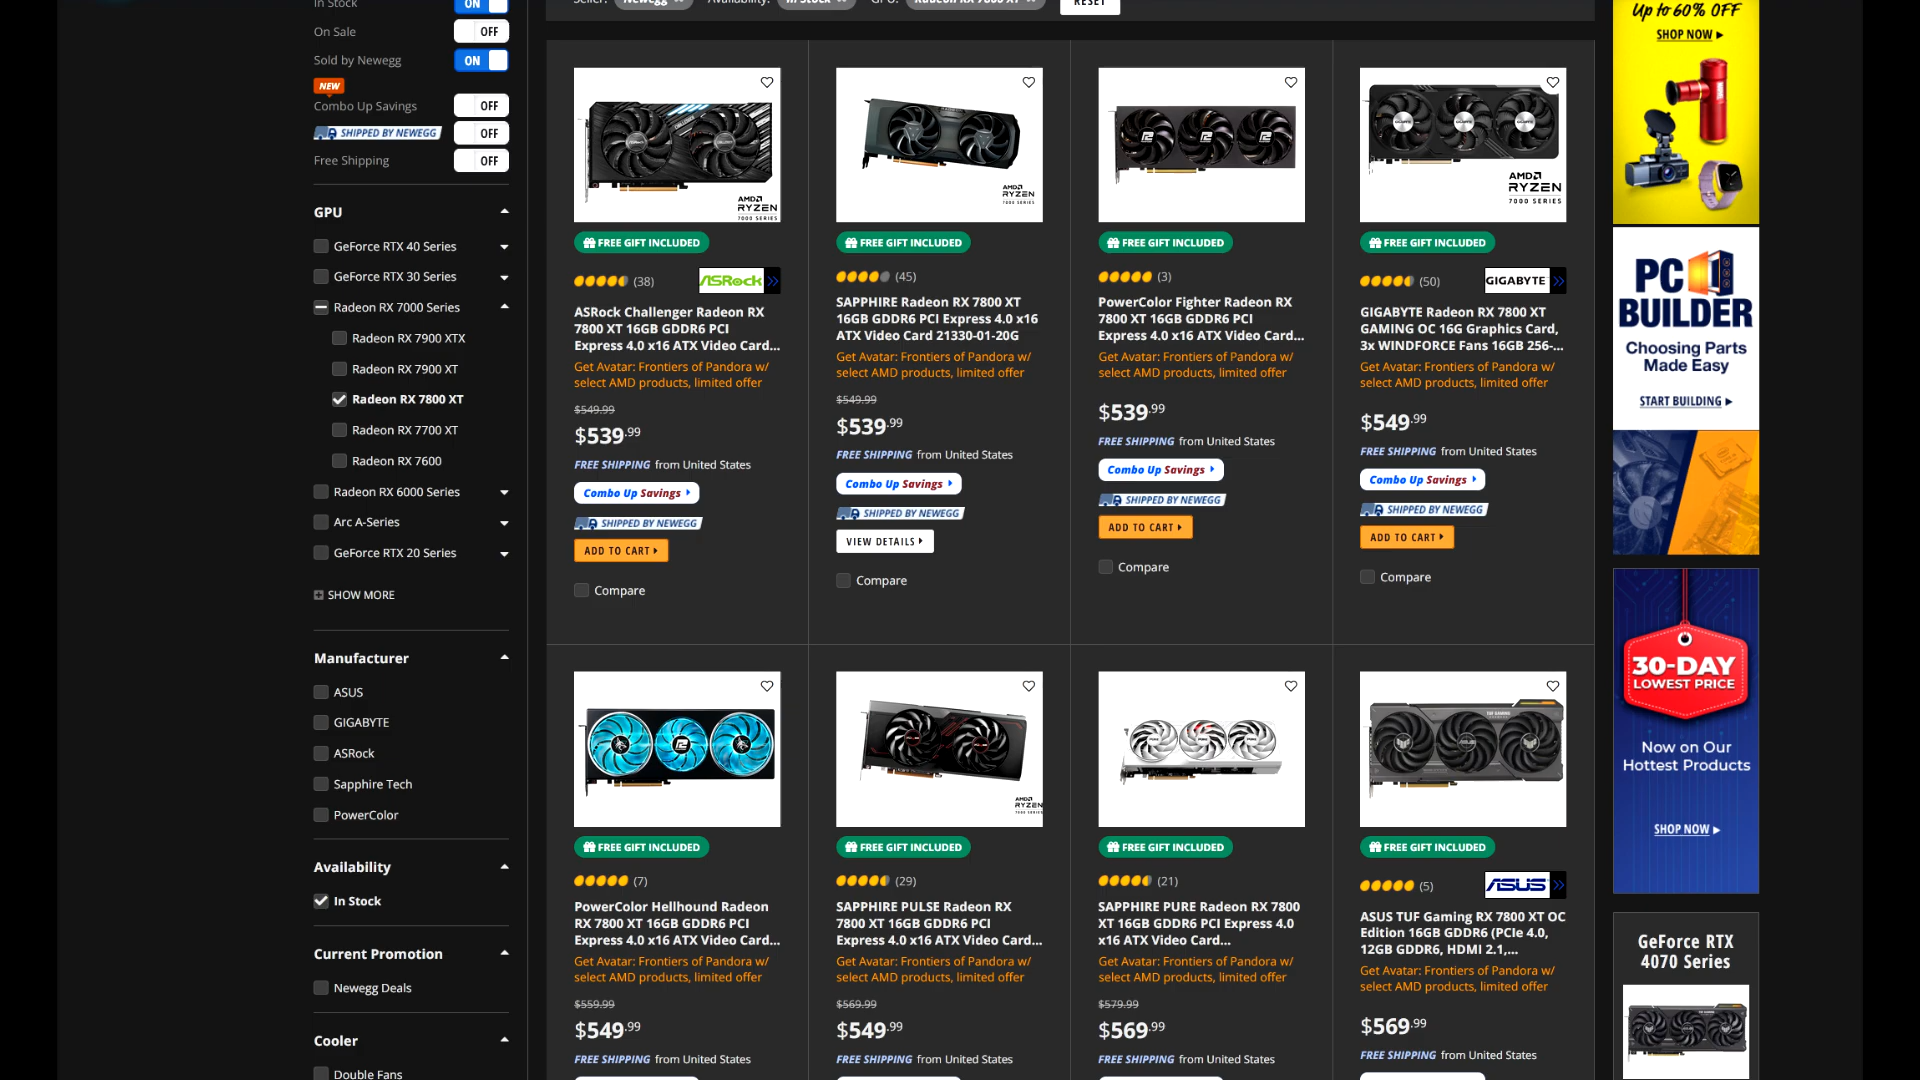 In Stock ON
On Sale OFF
Sold by Newegg ON
NEW
Combo Up Savings OFF
SHIPPED BY NEWEGG OFF
Free Shipping OFF
GPU
GeForce RTX 40 Series
GeForce RTX 30 Series
Radeon RX 7000 Series
Radeon RX 7900 XTX
Radeon RX 7900 XT
Radeon RX 7800 XT
Radeon RX 7700 XT
Radeon RX 7600
Radeon RX 6000 Series
Arc A-Series
GeForce RTX 20 Series
SHOW MORE
Manufacturer
ASUS
GIGABYTE
ASRock
Sapphire Tech
PowerColor
Availability
In Stock
Current Promotion
Newegg Deals
Cooler
Double Fans
RESET
AMD
RYZEN
7000 SERIES
FREE GIFT INCLUDED
(38) ASRock
ASRock Challenger Radeon RX
7800 XT 16GB GDDR6 PCI
Express 4.0 x16 ATX Video Card...
Get Avatar: Frontiers of Pandora w/
select AMD products, limited offer
$549.99
$539.99
FREE SHIPPING from United States
Combo Up Savings
SHIPPED BY NEWEGG
ADD TO CART
Compare
AMD
RYZEN
7000 SERIES
FREE GIFT INCLUDED
(45)
SAPPHIRE Radeon RX 7800 XT
16GB GDDR6 PCI Express 4.0 x16
ATX Video Card 21330-01-20G
Get Avatar: Frontiers of Pandora w/
select AMD products, limited offer
$549.99
$539.99
FREE SHIPPING from United States
Combo Up Savings
SHIPPED BY NEWEGG
VIEW DETAILS
Compare
FREE GIFT INCLUDED
(3)
PowerColor Fighter Radeon RX
7800 XT 16GB GDDR6 PCI
Express 4.0 x16 ATX Video Card...
Get Avatar: Frontiers of Pandora w/
select AMD products, limited offer
$539.99
FREE SHIPPING from United States
Combo Up Savings
SHIPPED BY NEWEGG
ADD TO CART
Compare
AMD
RYZEN
7000 SERIES
FREE GIFT INCLUDED
(50) GIGABYTE
GIGABYTE Radeon RX 7800 XT
GAMING OC 16G Graphics Card,
3x WINDFORCE Fans 16GB 256-...
Get Avatar: Frontiers of Pandora w/
select AMD products, limited offer
$549.99
FREE SHIPPING from United States
Combo Up Savings
SHIPPED BY NEWEGG
ADD TO CART
Compare
FREE GIFT INCLUDED
(7)
PowerColor Hellhound Radeon
RX 7800 XT 16GB GDDR6 PCI
Express 4.0 x16 ATX Video Card...
Get Avatar: Frontiers of Pandora w/
select AMD products, limited offer
$559.99
$549.99
FREE SHIPPING from United States
AMD
RYZEN
7000 SERIES
FREE GIFT INCLUDED
(29)
SAPPHIRE PULSE Radeon RX
7800 XT 16GB GDDR6 PCI
Express 4.0 x16 ATX Video Card...
Get Avatar: Frontiers of Pandora w/
select AMD products, limited offer
$569.99
$549.99
FREE SHIPPING from United States
FREE GIFT INCLUDED
(21)
SAPPHIRE PURE Radeon RX 7800
XT 16GB GDDR6 PCI Express 4.0
x16 ATX Video Card...
Get Avatar: Frontiers of Pandora w/
select AMD products, limited offer
$579.99
$569.99
FREE SHIPPING from United States
FREE GIFT INCLUDED
(5) ASUS
ASUS TUF Gaming RX 7800 XT OC
Edition 16GB GDDR6 (PCIe 4.0,
12GB GDDR6, HDMI 2.1,...
Get Avatar: Frontiers of Pandora w/
select AMD products, limited offer
$569.99
FREE SHIPPING from United States
Up to 60% OFF
SHOP NOW
PC
BUILDER
Choosing Parts
Made Easy
START BUILDING
30-DAY
LOWEST PRICE
Now on Our
Hottest Products
SHOP NOW
GeForce RTX
4070 Series